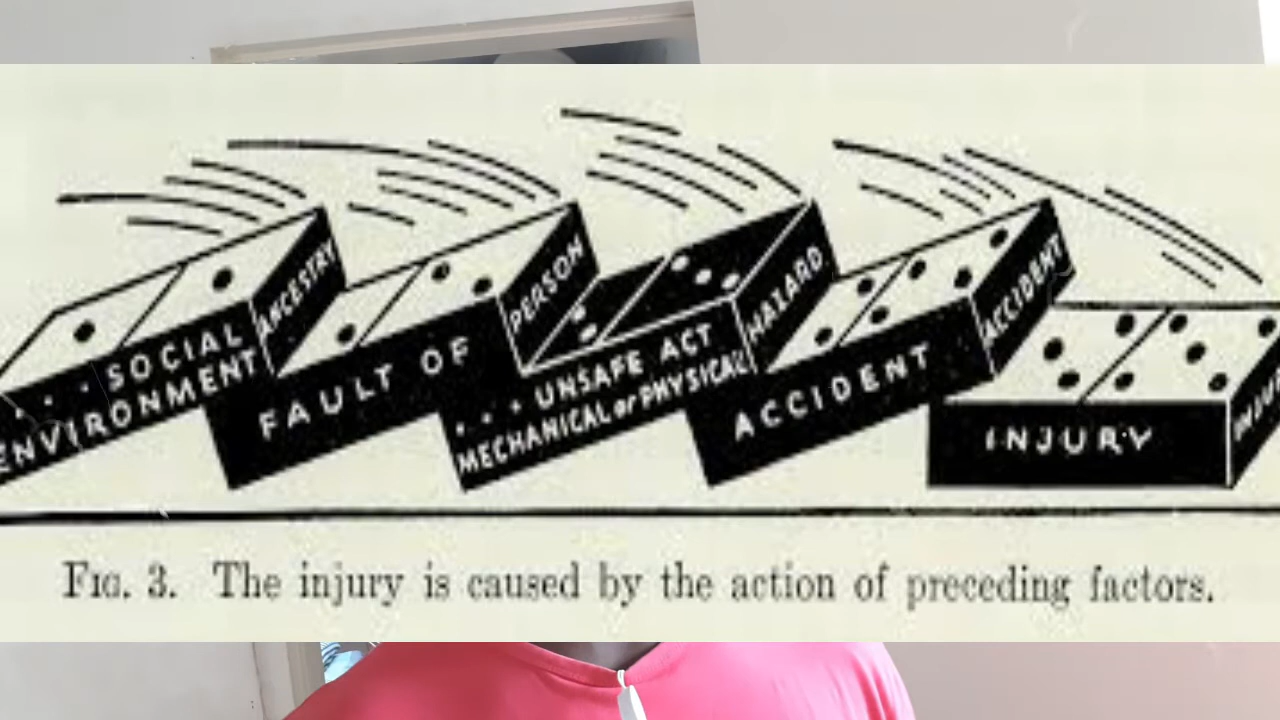 . . . SOCIAL
ENVIRONMENT
ANCESTRY
FAULT OF
PERSON
. . . UNSAFE ACT
MECHANICAL or PHYSICAL
HAZARD
ACCIDENT
ACCIDENT
INJURY
FIG. 3. The injury is caused by the action of preceding factors.